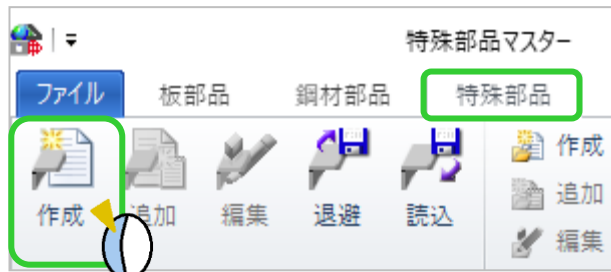 特殊部品マスター
ファイル 板部品 鋼材部品 特殊部品
作成 追加 編集 退避 読込
作成
追加
編集